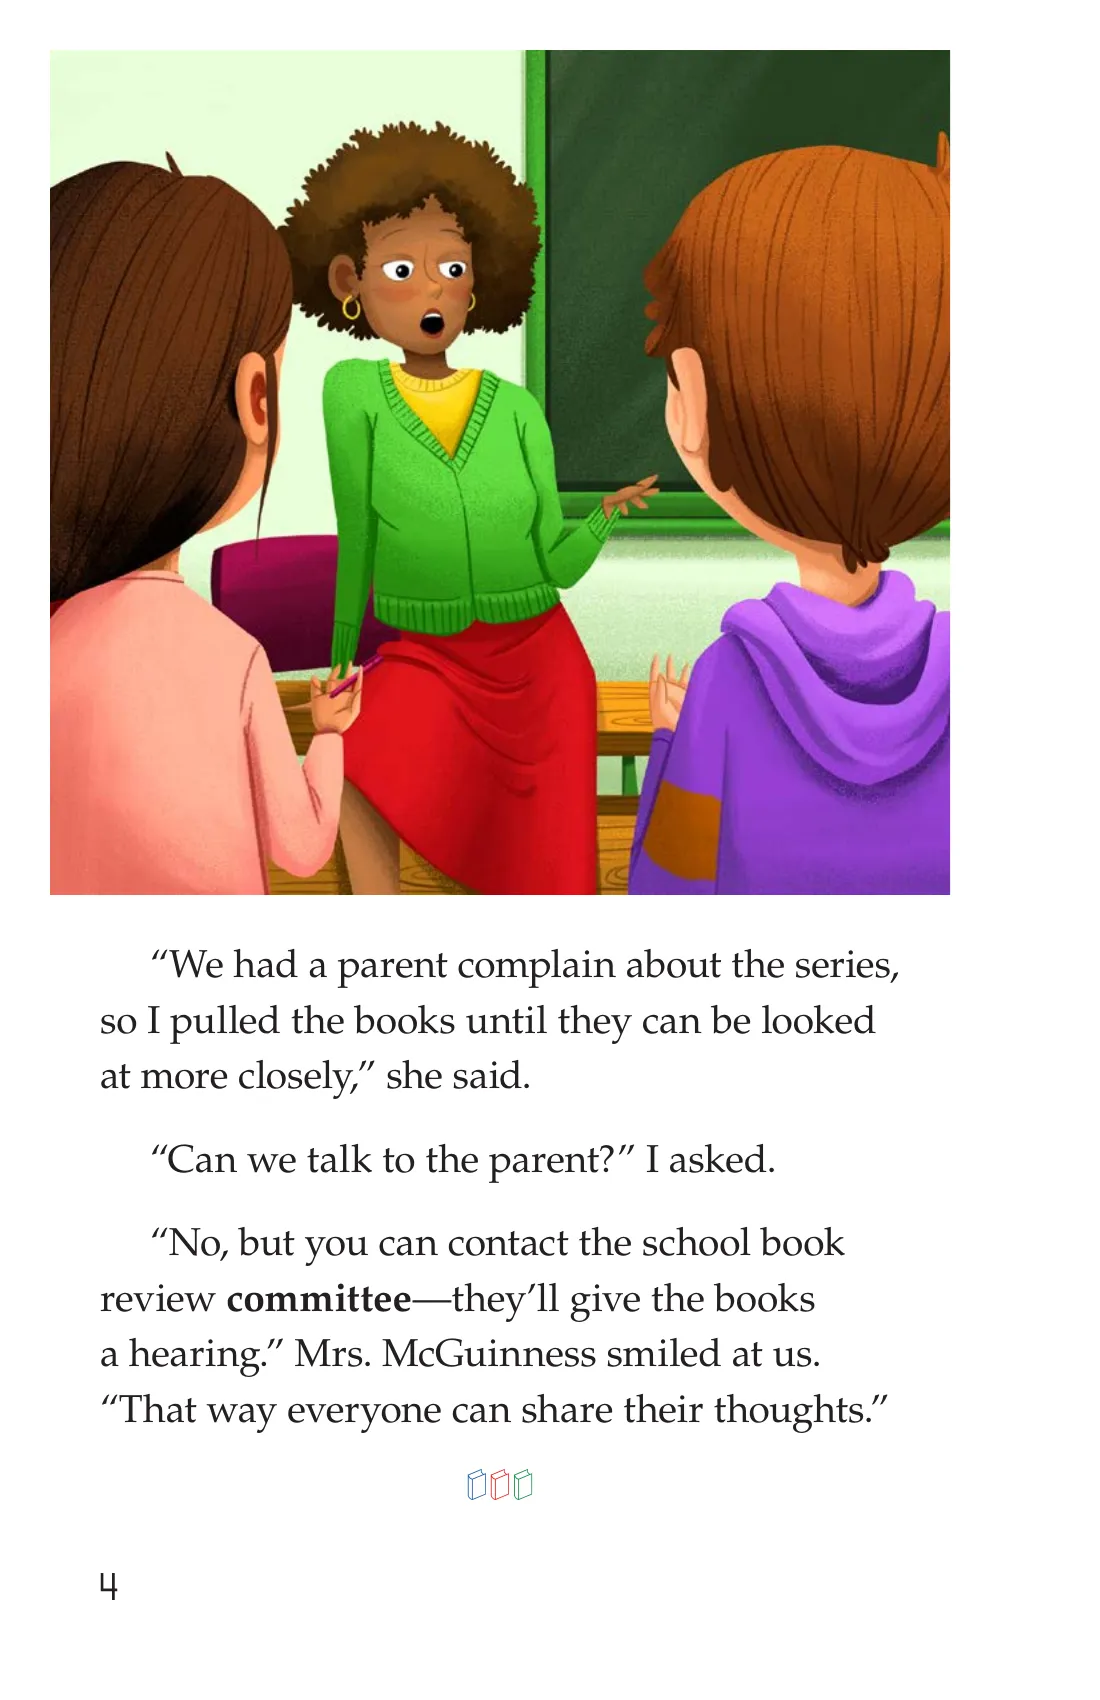 “We had a parent complain about the series,
so I pulled the books until they can be looked
at more closely,” she said.
“Can we talk to the parent?” I asked.
“No, but you can contact the school book
review committee—they’ll give the books
a hearing.” Mrs. McGuinness smiled at us.
“That way everyone can share their thoughts.”
4